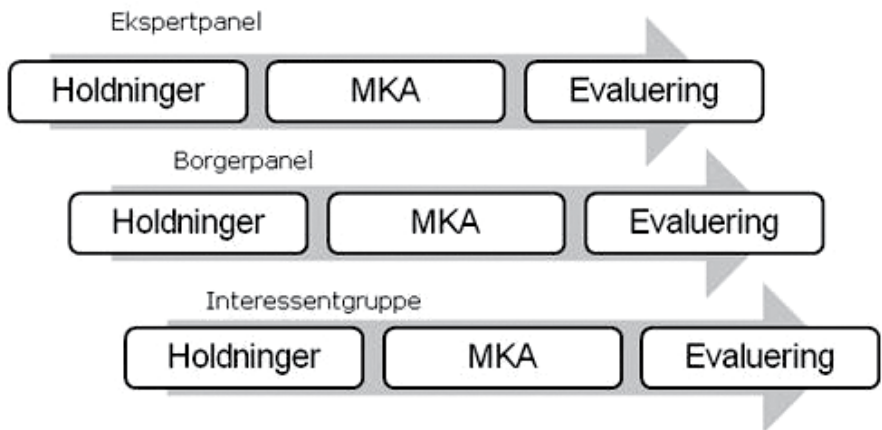 Ekspertpanel
Holdninger MKA Evaluering
Borgerpanel
Holdninger MKA Evaluering
Interessentgruppe
Holdninger MKA Evaluering